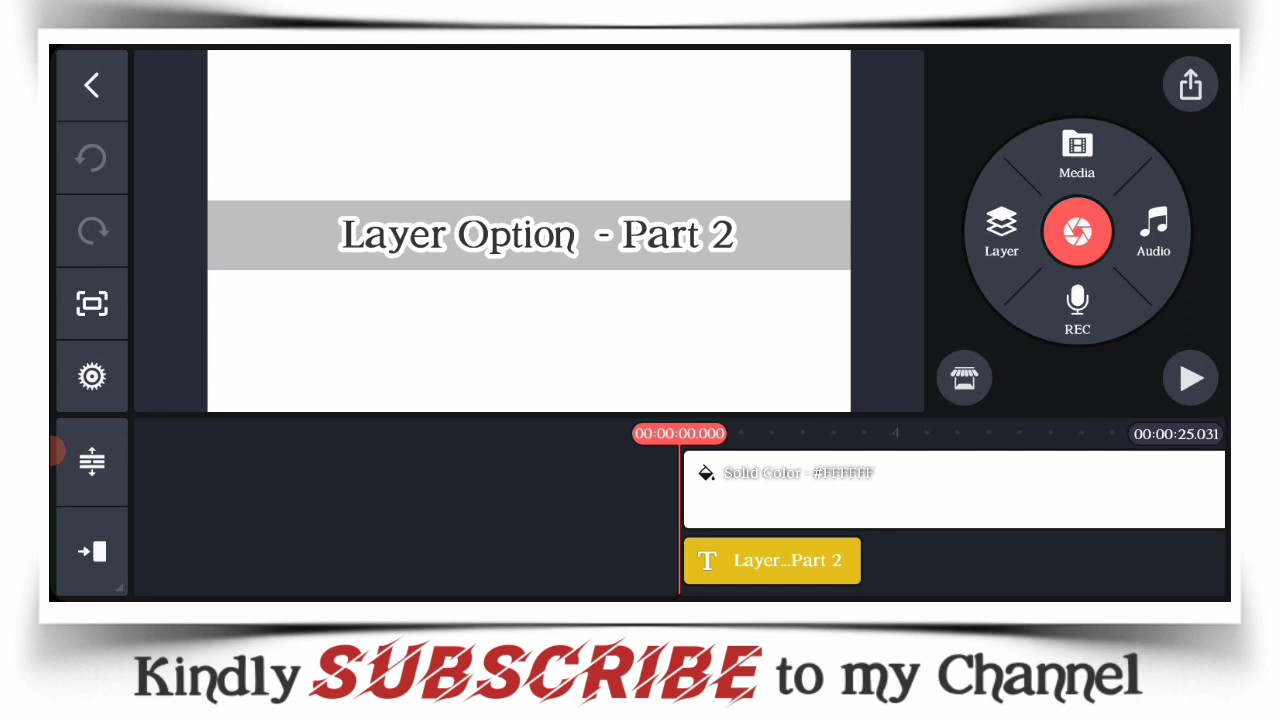 Media
Layer
Audio
REC
Layer Option - Part 2
00:00:00.000
4
00:00:25.031
Solid Color - #FFFFFF
T Layer...Part 2
Kindly SUBSCRIBE to my Channel